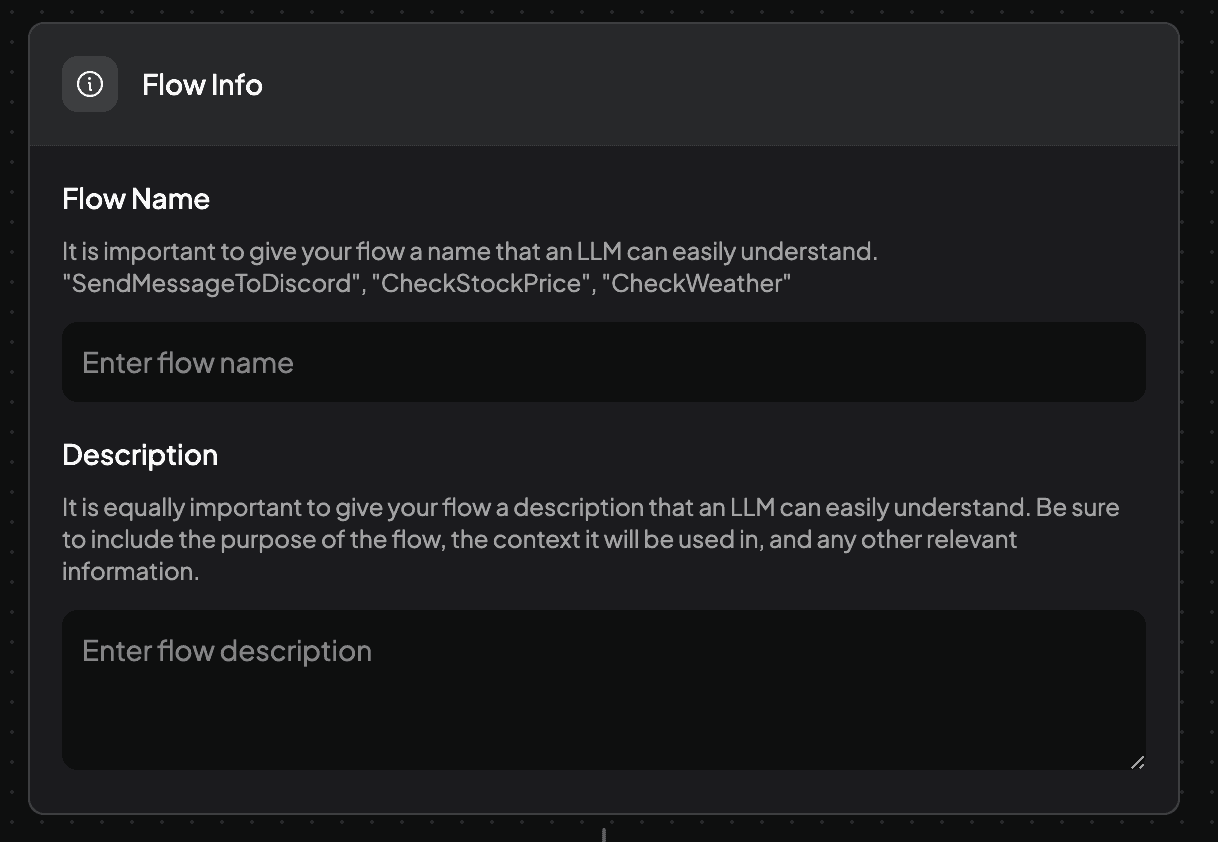 Flow Info
Flow Name
It is important to give your flow a name that an LLM can easily understand.
"SendMessageToDiscord", "CheckStockPrice", "CheckWeather"
Enter flow name
Description
It is equally important to give your flow a description that an LLM can easily understand. Be sure
to include the purpose of the flow, the context it will be used in, and any other relevant
information.
Enter flow description